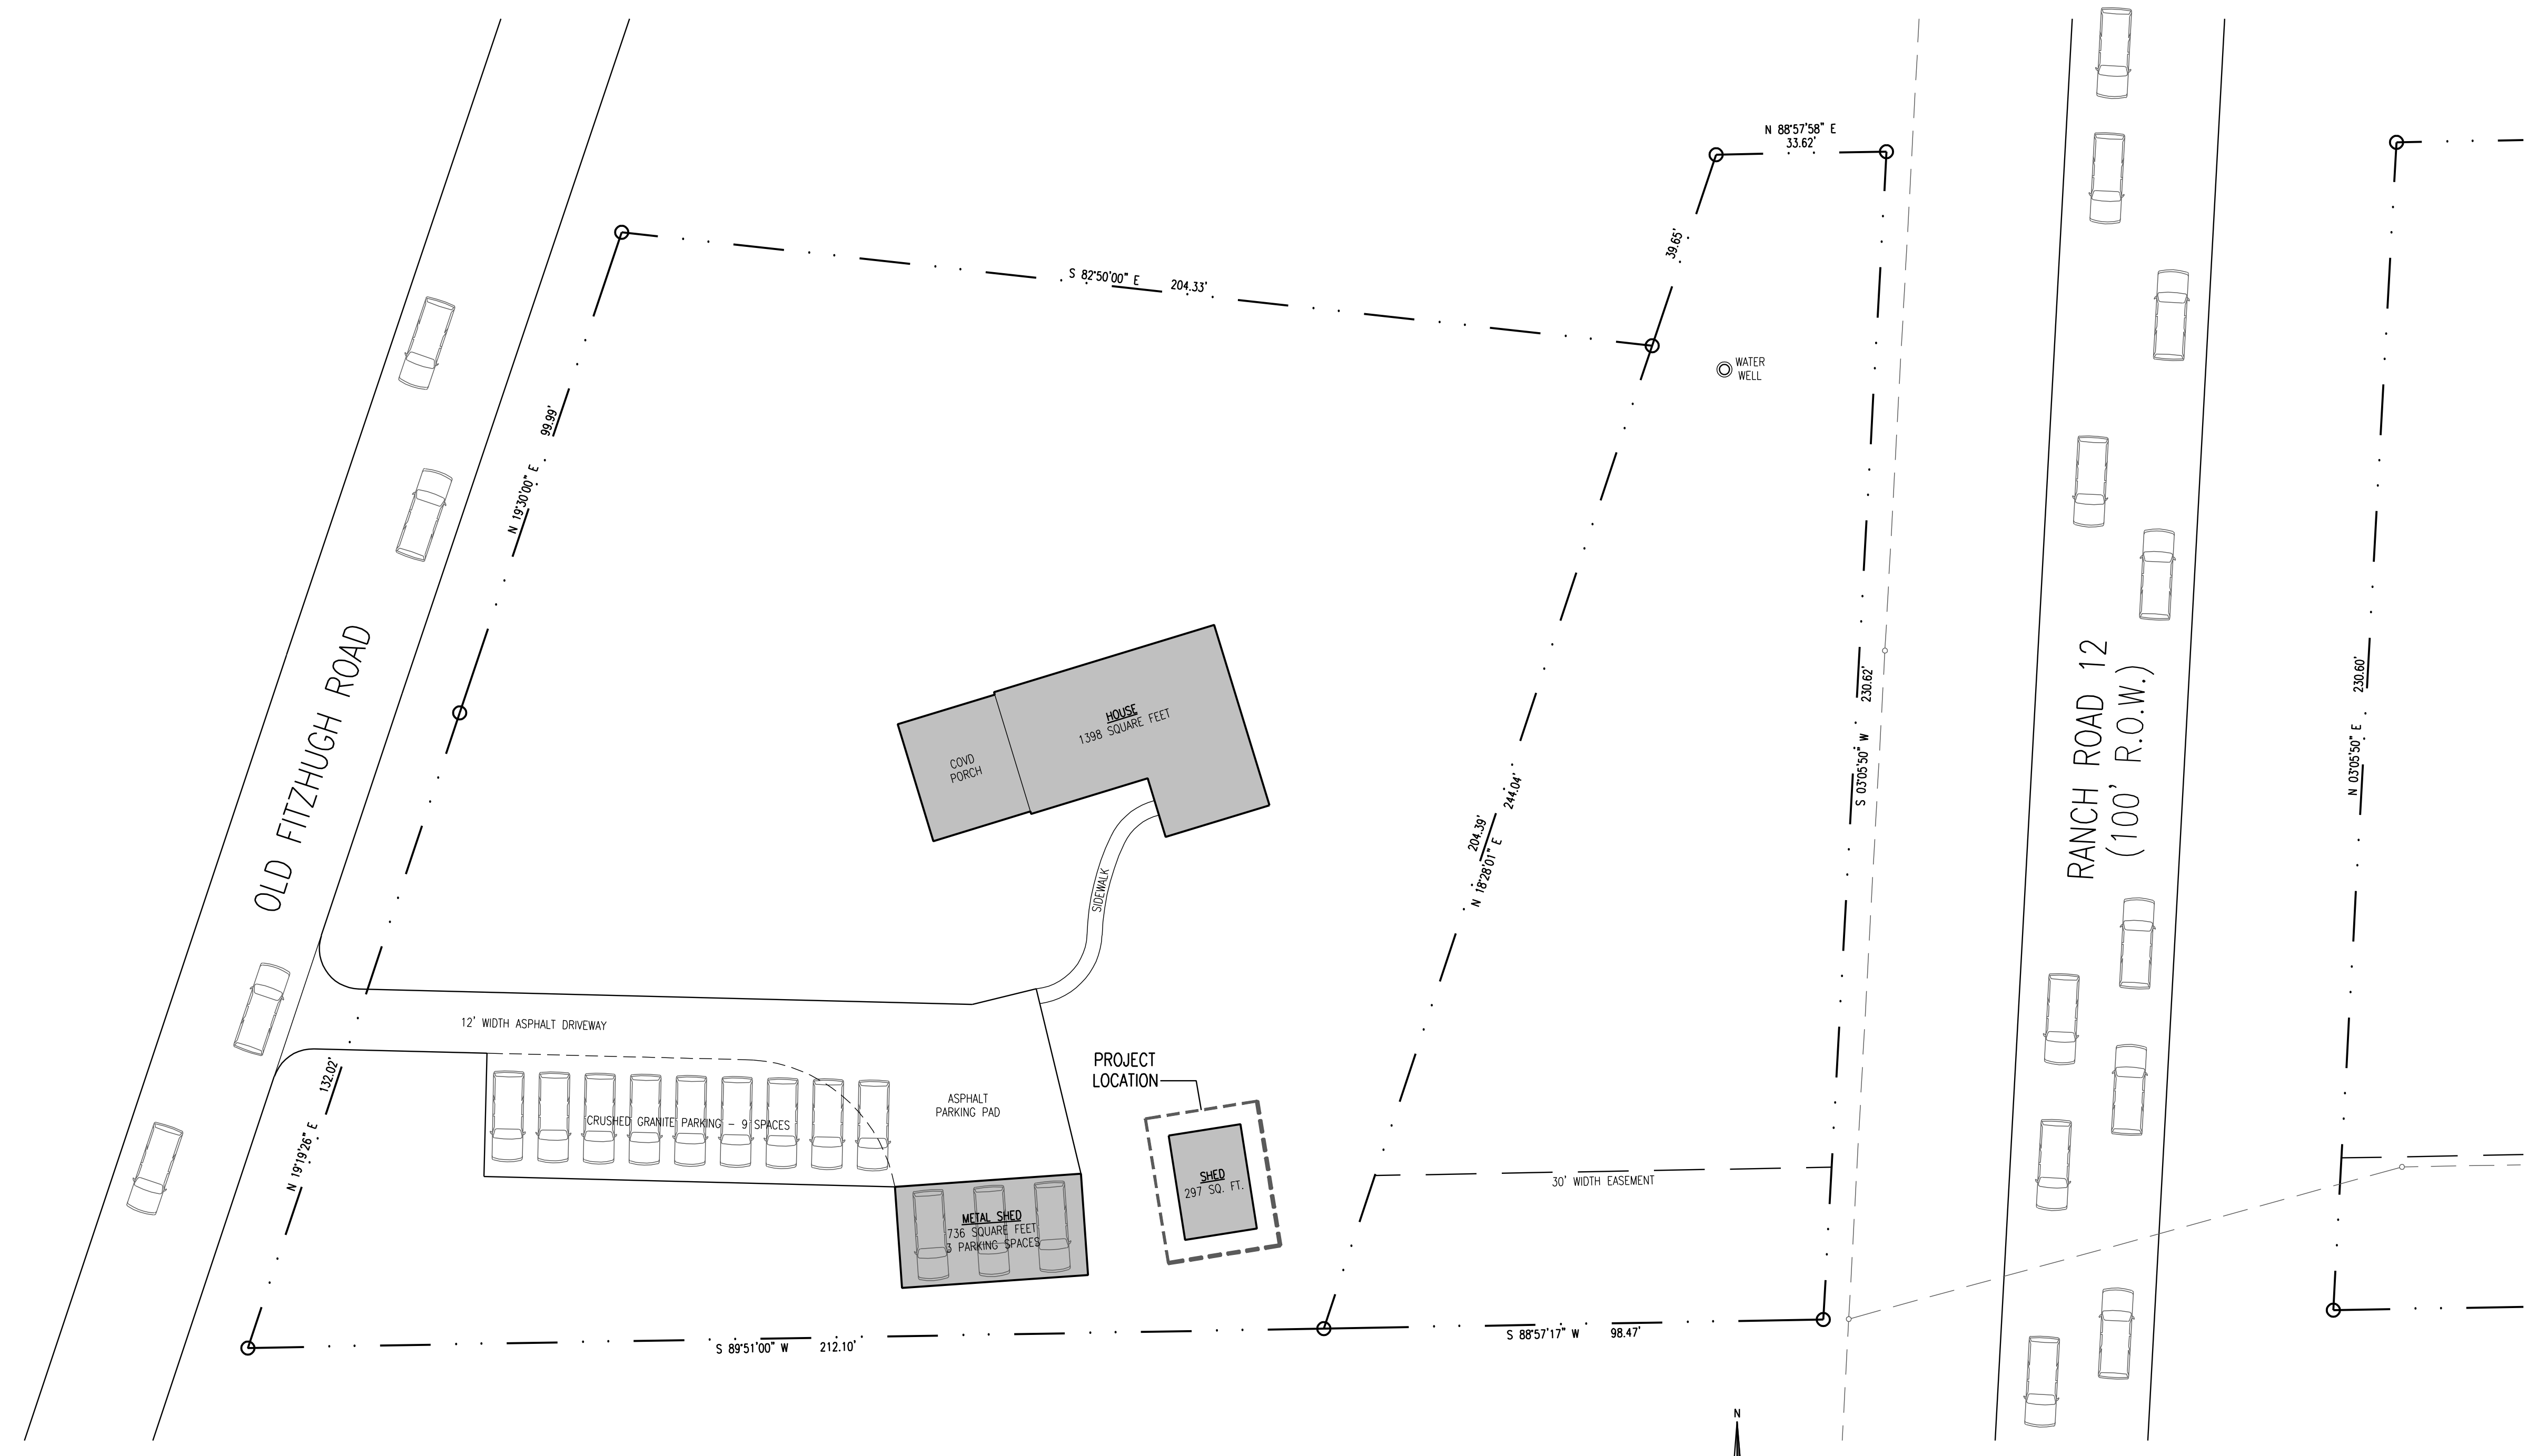 N 88°57'58" E
33.62'
39.65'
S 82°50'00" E 204.33'
WATER
WELL
N 19°30'00" E 99.99'
OLD FITZHUGH ROAD
HOUSE
1398 SQUARE FEET
COVD
PORCH
SIDEWALK
204.39'
N 18°28'01" E 244.04'
S 03°05'50" W 230.62'
RANCH ROAD 12
(100' R.O.W.)
N 03°05'50" E 230.60'
12' WIDTH ASPHALT DRIVEWAY
N 19°19'26" E 132.02'
CRUSHED GRANITE PARKING - 9 SPACES
ASPHALT
PARKING PAD
PROJECT
LOCATION
SHED
297 SQ. FT.
METAL SHED
736 SQUARE FEET
3 PARKING SPACES
30' WIDTH EASEMENT
S 89°51'00" W 212.10'
S 88°57'17" W 98.47'
N